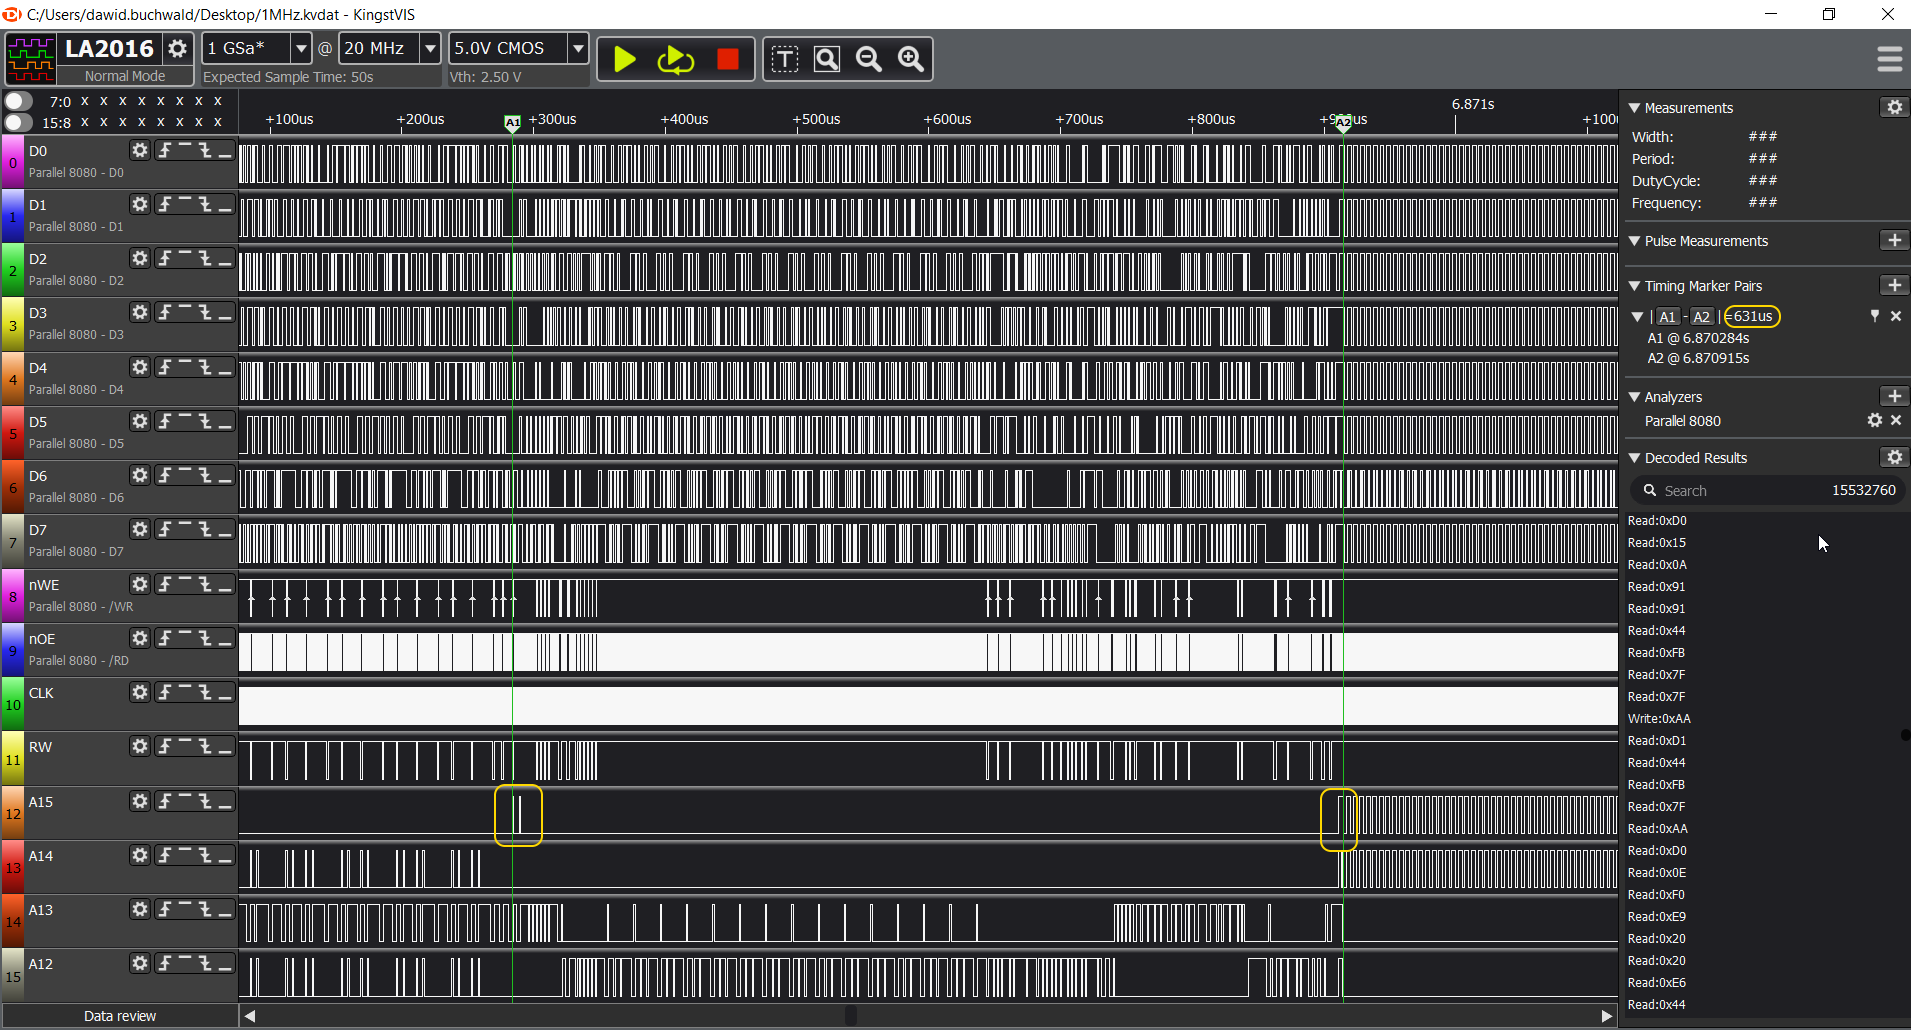 C:/Users/dawid.buchwald/Desktop/1MHz.kvdat - KingstVIS
LA2016
1 GSa*
@
20 MHz
5.0V CMOS
T
Normal Mode
Expected Sample Time: 50s
Vth: 2.50 V
7:0 X X X X X X X X
15:8 X X X X X X X X
6.871s
+100us
+200us
A1
+300us
+400us
+500us
+600us
+700us
+800us
A2
+100
0
D0
Parallel 8080 - D0
1
D1
Parallel 8080 - D1
2
D2
Parallel 8080 - D2
3
D3
Parallel 8080 - D3
4
D4
Parallel 8080 - D4
5
D5
Parallel 8080 - D5
6
D6
Parallel 8080 - D6
7
D7
Parallel 8080 - D7
8
nWE
Parallel 8080 - /WR
9
nOE
Parallel 8080 - /RD
10
CLK
11
RW
12
A15
13
A14
14
A13
15
A12
Data review
Measurements
Width: ###
Period: ###
DutyCycle: ###
Frequency: ###
Pulse Measurements
Timing Marker Pairs
| A1 - A2 | =631us
A1 @ 6.870284s
A2 @ 6.870915s
Analyzers
Parallel 8080
Decoded Results
Search 15532760
Read:0xD0
Read:0x15
Read:0x0A
Read:0x91
Read:0x91
Read:0x44
Read:0xFB
Read:0x7F
Read:0x7F
Write:0xAA
Read:0xD1
Read:0x44
Read:0xFB
Read:0x7F
Read:0xAA
Read:0xD0
Read:0x0E
Read:0xF0
Read:0xE9
Read:0x20
Read:0x20
Read:0xE6
Read:0x44